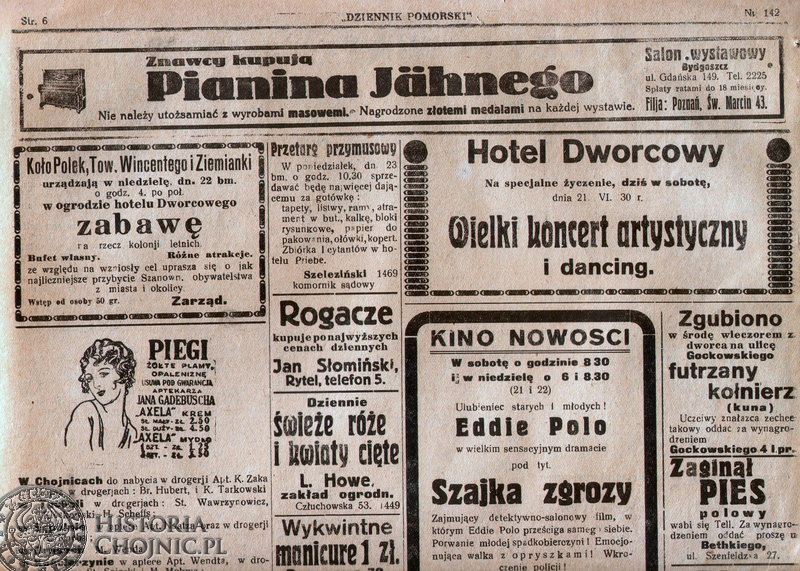 Str. 6
„DZIENNIK POMORSKI"
Nr. 142
Znawcy kupują
Pianina Jähnego
Nie należy utożsamiać z wyrobami masowemi. - Nagrodzone złotemi medalami na każdej wystawie.
Salon wystawowy
Bydgoszcz
ul. Gdańska 149. Tel. 2225
Spłaty ratami do 18 miesięcy.
Filja: Poznań, Św. Marcin 43.
Koło Polek, Tow. Wincentego i Ziemianki
urządzają w niedzielę, dn. 22 bm.
o godz. 4. po poł.
w ogrodzie hotelu Dworcowego
zabawę
na rzecz kolonji letnich.
Bufet własny. Różne atrakcje.
ze względu na wzniosły cel uprasza się o jak
najliczniejsze przybycie Szanown. obywatelstwa
z miasta i okolicy.
Wstęp od osoby 50 gr. Zarząd.
PIEGI
ŻÓŁTE PLAMY,
OPALENIZNĘ
USUWA POD GWARANCJĄ
APTEKARZA
JANA GADEBUSCHA
„AXELA" KREM
„AXELA" MYDŁO
W Chojnicach do nabycia w drogerji Apt. K. Zaka
drogerjach: Br. Hubert, i K. Tarkowski
drogerjach: St. Wawrzynowicz,
H. Scheffs
oraz w drogerji
w aptece Apt. Wendta, w dro-
HISTORIA
CHOJNIC.PL
Przetarg przymusowy
W poniedziałek, dn. 23
bm. o godz. 10.30 sprze-
dawać będę najwięcej dają-
cemu za gotówkę:
tapety, listwy, ramy, atra-
ment w but., kalkę, bloki
rysunkowe, papier do
pakowania, ołówki, kopert.
Zbiórka licytantów w ho-
telu Priebe.
Szeleziński 1469
komornik sądowy
Rogacze
kupuje po najwyższych
cenach dziennych
Jan Słomiński,
Rytel, telefon 5.
Dziennie
świeże róże
i kwiaty cięte
L. Howe,
zakład ogrodn.
Człuchowska 53. 1449
Wykwintne
manicure 1 zł.
Hotel Dworcowy
Na specjalne życzenie, dziś w sobotę,
dnia 21. VI. 30 r.
Wielki koncert artystyczny
i dancing.
KINO NOWOSCI
W sobotę o godzinie 8 30
i w niedzielę o 6 i 8.30
(21 i 22)
Ulubieniec starych i młodych!
Eddie Polo
w wielkim sensacyjnym dramacie
pod tyt.
Szajka zgrozy
Zajmujący detektywno-salonowy film, w
którym Eddie Polo prześciga samego siebie.
Porwanie młodej spadkobierczyni! Emocjo-
nująca walka z opryszkami! Wkro-
czenie policji!
Zgubiono
w środę wieczorem z
dworca na ulicę
Gockowskiego
futrzany
kołnierz
(kuna)
Uczciwy znalazca zechce
takowy oddać za wynagro-
dzeniem
Gockowskiego 4 I pr.
Zaginął
PIES
polowy
wabi się Tell. Za wynagro-
dzeniem oddać proszę u
Bethkiego,
ul. Szenfeldzka 27.